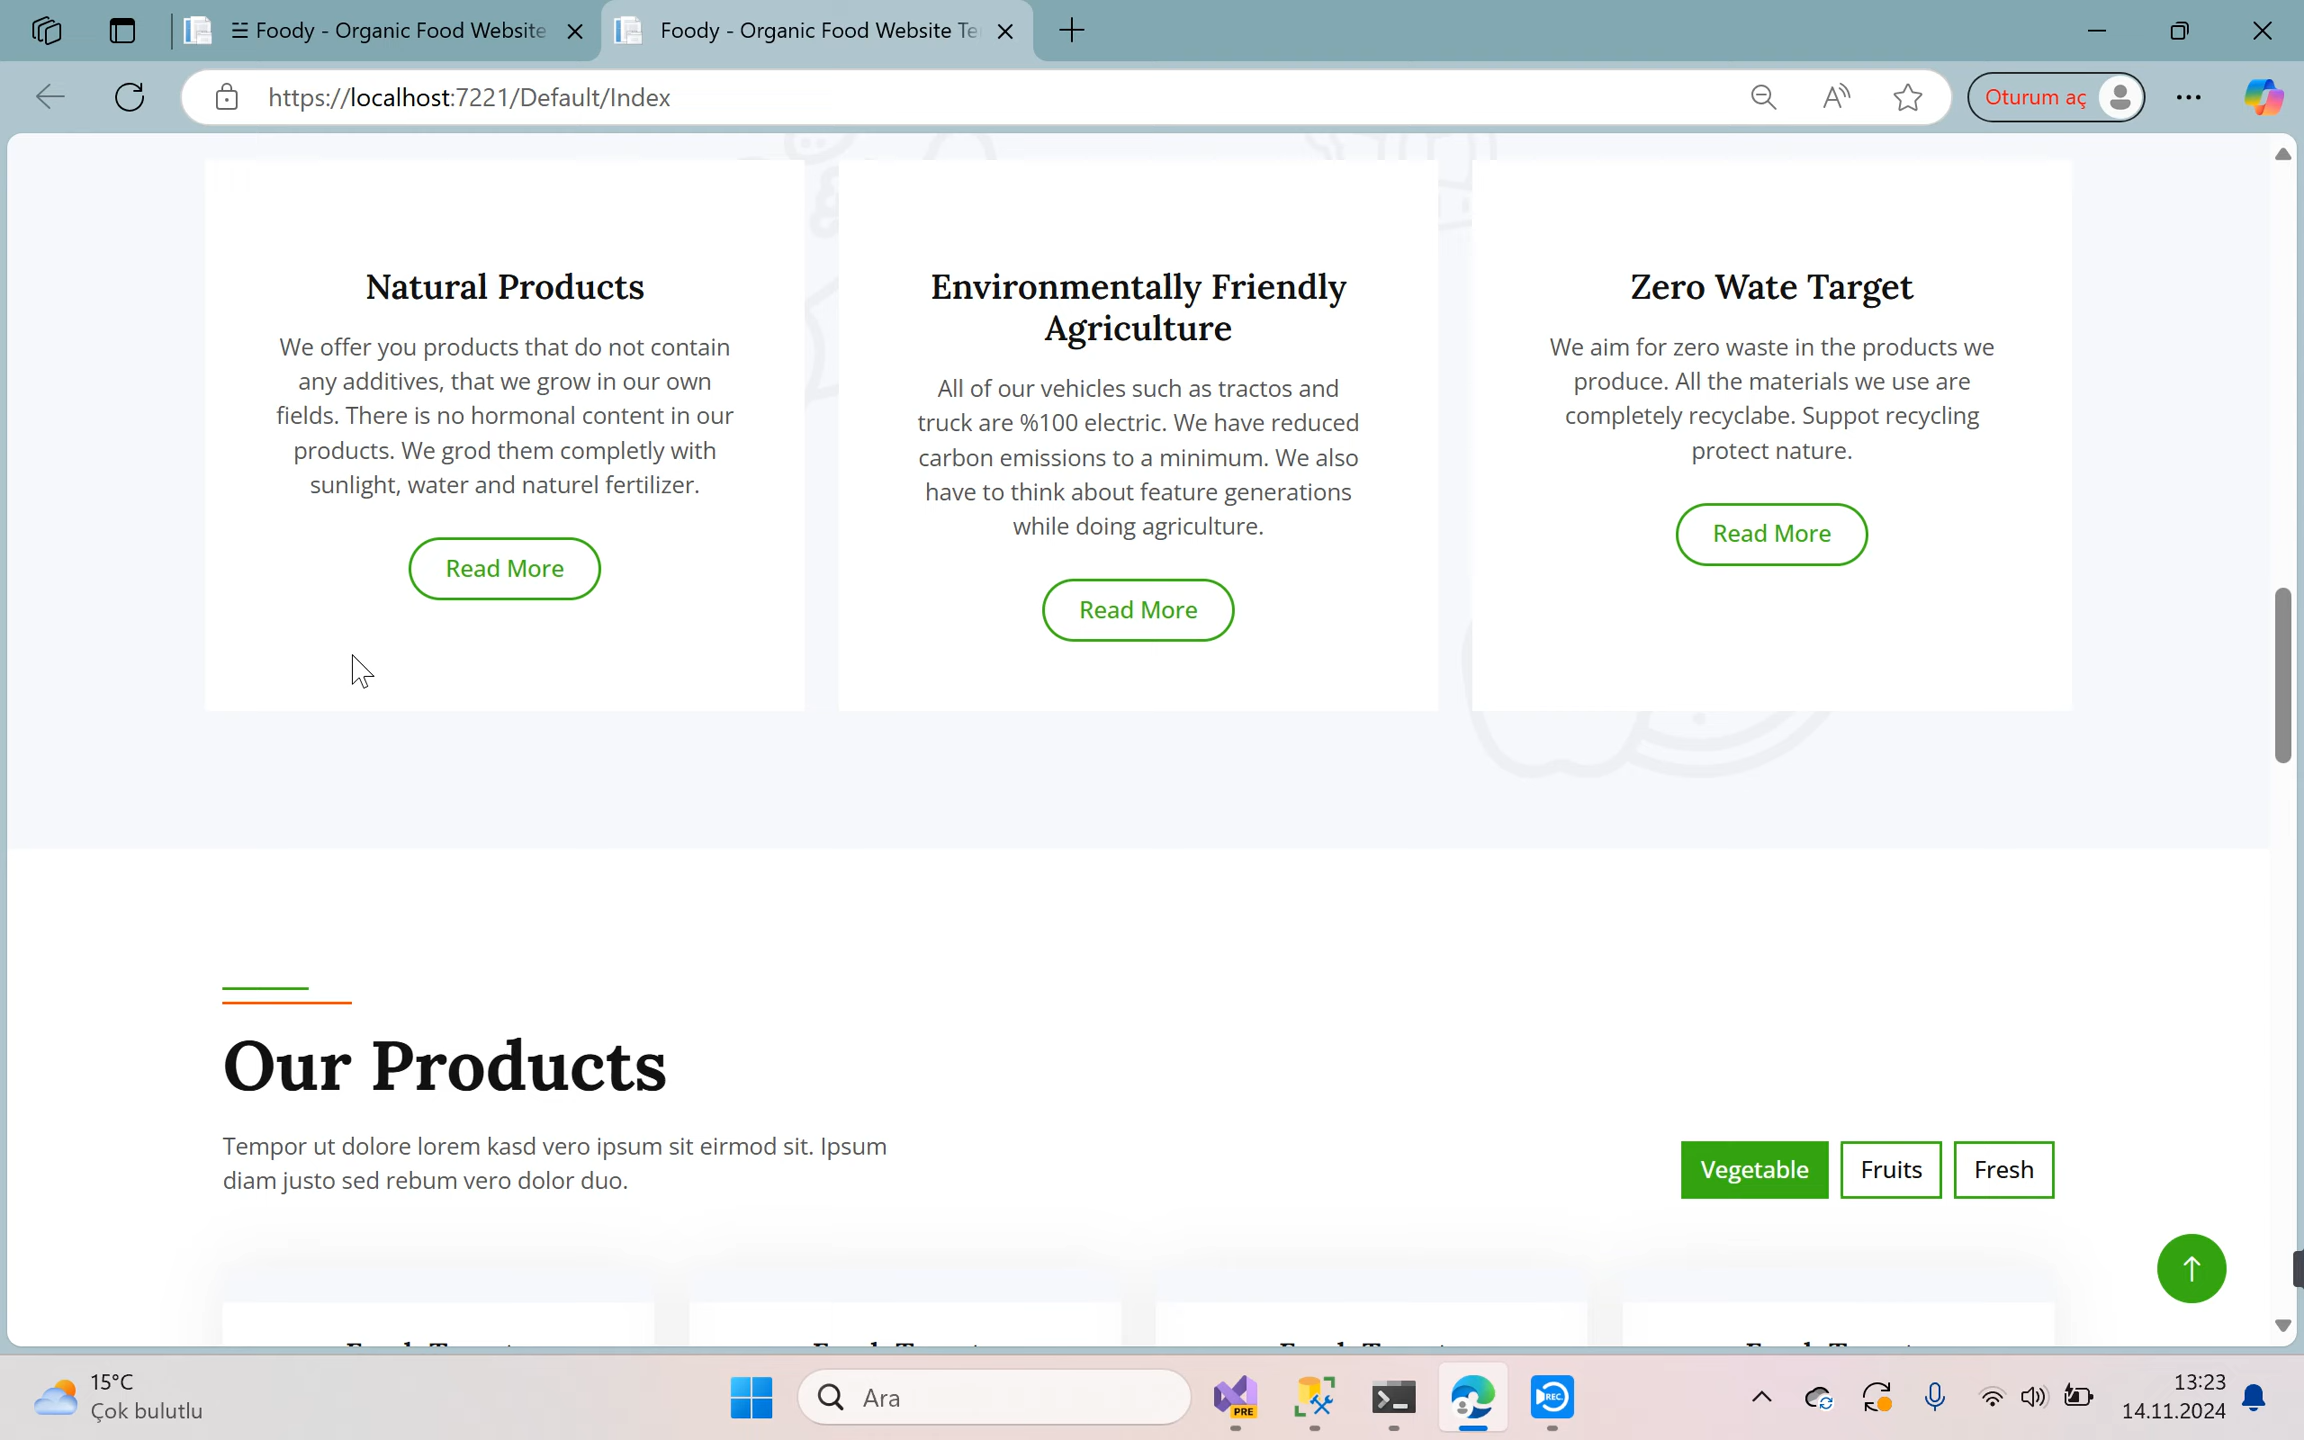 ☰ Foody - Organic Food Website
Foody - Organic Food Website Te
https://localhost:7221/Default/Index
Oturum aç
Natural Products
We offer you products that do not contain
any additives, that we grow in our own
fields. There is no hormonal content in our
products. We grod them completly with
sunlight, water and naturel fertilizer.
Read More
Environmentally Friendly
Agriculture
All of our vehicles such as tractos and
truck are %100 electric. We have reduced
carbon emissions to a minimum. We also
have to think about feature generations
while doing agriculture.
Read More
Zero Wate Target
We aim for zero waste in the products we
produce. All the materials we use are
completely recyclabe. Suppot recycling
protect nature.
Read More
Our Products
Tempor ut dolore lorem kasd vero ipsum sit eirmod sit. Ipsum
diam justo sed rebum vero dolor duo.
Vegetable
Fruits
Fresh
15°C
Çok bulutlu
Ara
PRE
REC
13:23
14.11.2024